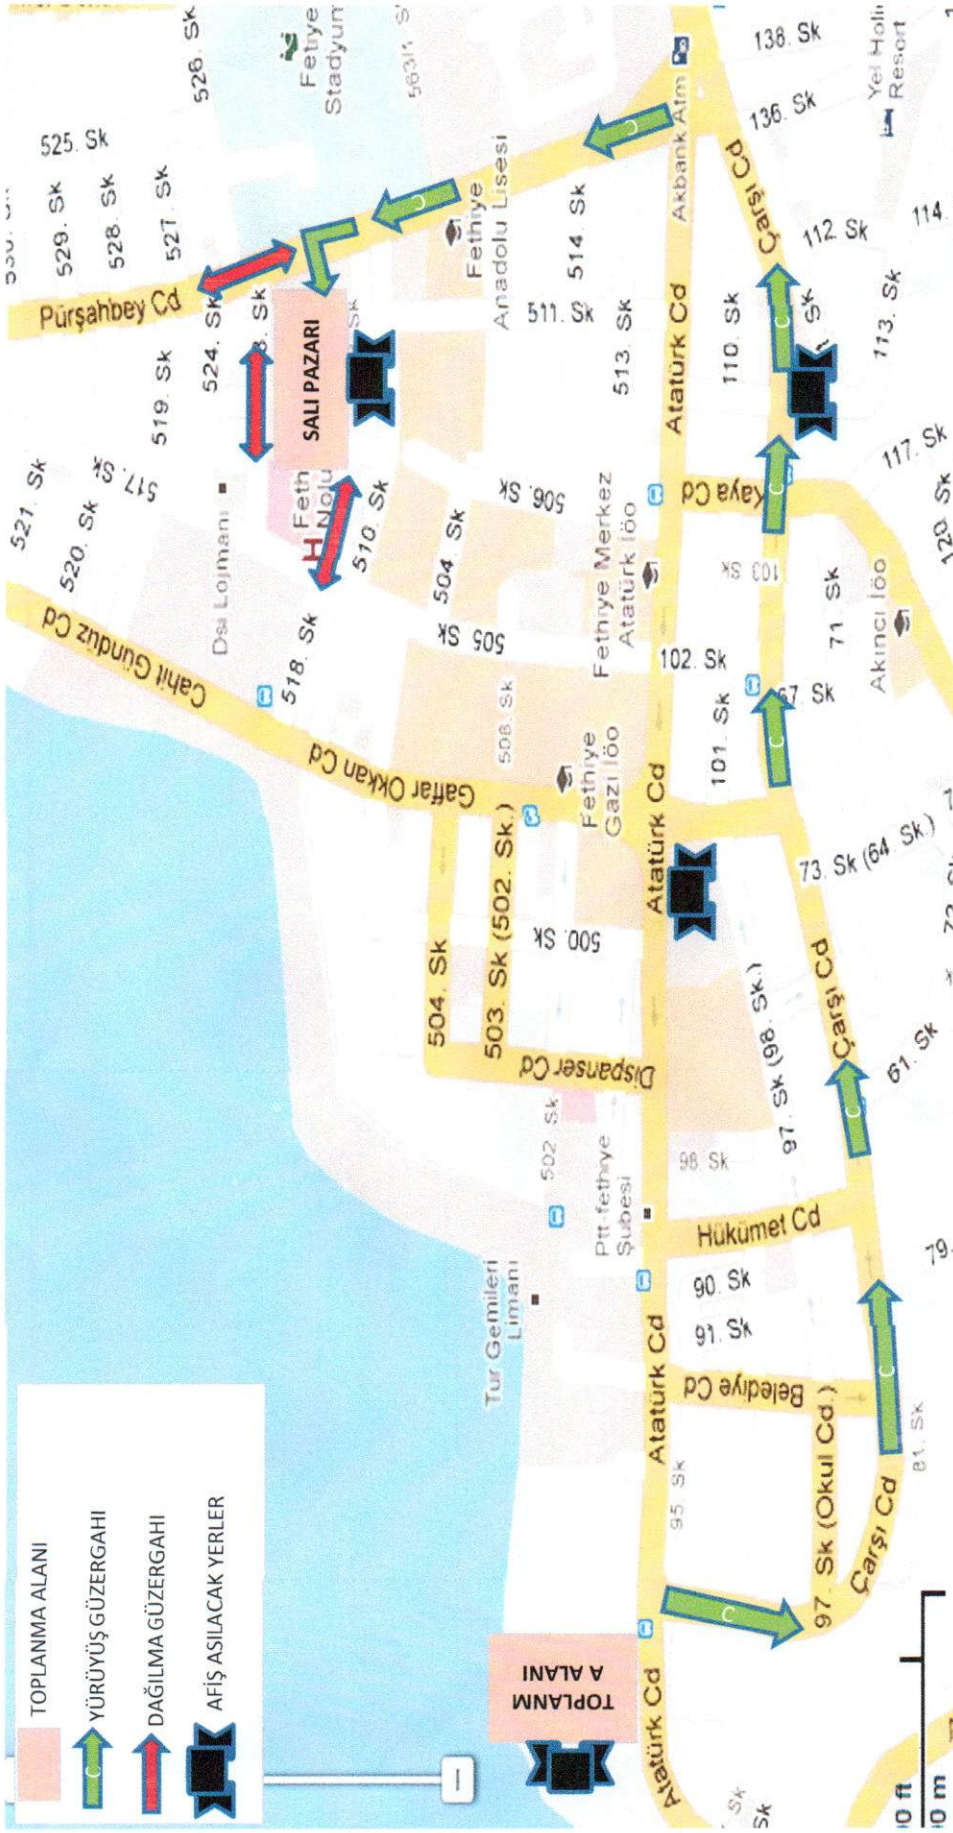 TOPLANMA ALANI
YÜRÜYÜŞ GÜZERGAHI
DAĞILMA GÜZERGAHI
AFİŞ ASILACAK YERLER
C
521. Sk
520. Sk
517. Sk
519. Sk
524. Sk
525. Sk
529. Sk
528. Sk
527. Sk
526. Sk
Pürşahbey Cd
Fetiye
Stadyum
Cahit Gündüz Cd
Dsi Lojmanı
H
SALI PAZARI
518. Sk
510. Sk
504. Sk
505. Sk
506. Sk
508. Sk
Gaffar Okkan Cd
504. Sk
503. Sk (502. Sk.)
500. Sk
Dispanser Cd
502. Sk
Tur Gemileri
Limanı
Ptt-fethiye
Şubesi
Fethiye
Gazi İöo
Fethiye Merkez
Atatürk İöo
Fethiye
Anadolu Lisesi
511. Sk
514. Sk
513. Sk
Akbank Atm
TOPLANM
A ALANI
Atatürk Cd
Atatürk Cd
Atatürk Cd
Atatürk Cd
95. Sk
91. Sk
90. Sk
98. Sk
Belediye Cd
Hükümet Cd
97. Sk (Okul Cd.)
97. Sk (98. Sk.)
101. Sk
102. Sk
103. Sk
Kaya Cd
110. Sk
Çarşı Cd
Çarşı Cd
Çarşı Cd
C
C
C
C
C
C
C
C
81. Sk
79.
61. Sk
73. Sk (64. Sk.)
67. Sk
71. Sk
Akıncı İöo
117. Sk
120. Sk
113. Sk
112. Sk
114.
136. Sk
138. Sk
Resort
Sk
Sk